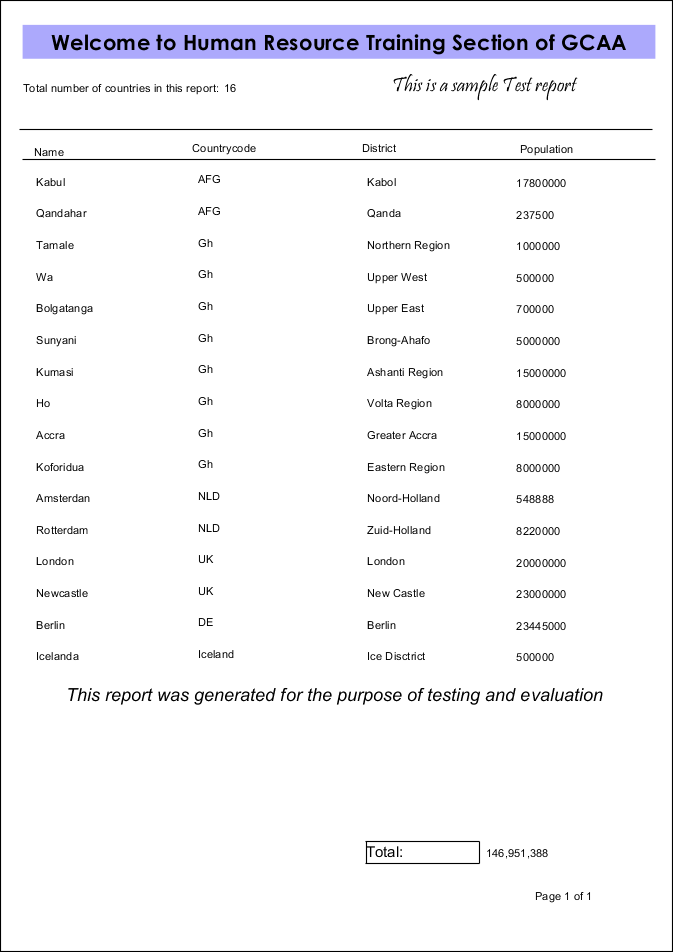 Welcome to Human Resource Training Section of GCAA
Total number of countries in this report: 16
This is a sample Test report
Name Countrycode District Population
Kabul AFG Kabol 17800000
Qandahar AFG Qanda 237500
Tamale Gh Northern Region 1000000
Wa Gh Upper West 500000
Bolgatanga Gh Upper East 700000
Sunyani Gh Brong-Ahafo 5000000
Kumasi Gh Ashanti Region 15000000
Ho Gh Volta Region 8000000
Accra Gh Greater Accra 15000000
Koforidua Gh Eastern Region 8000000
Amsterdan NLD Noord-Holland 548888
Rotterdam NLD Zuid-Holland 8220000
London UK London 20000000
Newcastle UK New Castle 23000000
Berlin DE Berlin 23445000
Icelanda Iceland Ice Disctrict 500000
This report was generated for the purpose of testing and evaluation
Total: 146,951,388
Page 1 of 1